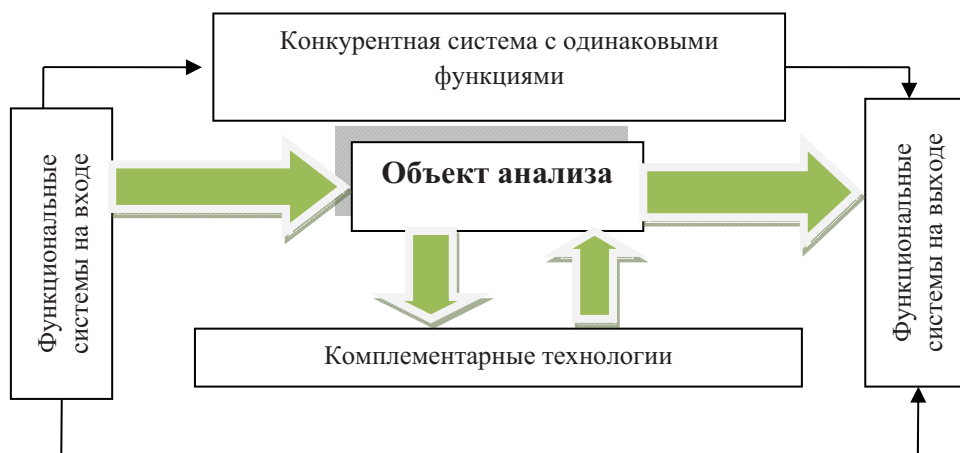 Конкурентная система с одинаковыми
функциями
Функциональные
системы на входе
Объект анализа
Функциональные
системы на выходе
Комплементарные технологии